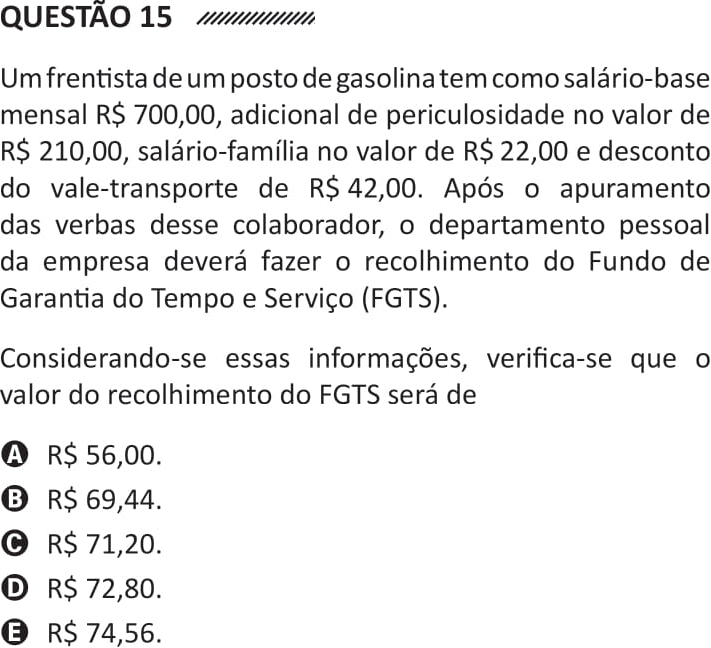 QUESTÃO 15
Um frentista de um posto de gasolina tem como salário-base
mensal R$ 700,00, adicional de periculosidade no valor de
R$ 210,00, salário-família no valor de R$ 22,00 e desconto
do vale-transporte de R$ 42,00. Após o apuramento
das verbas desse colaborador, o departamento pessoal
da empresa deverá fazer o recolhimento do Fundo de
Garantia do Tempo e Serviço (FGTS).
Considerando-se essas informações, verifica-se que o
valor do recolhimento do FGTS será de
A R$ 56,00.
B R$ 69,44.
C R$ 71,20.
D R$ 72,80.
E R$ 74,56.